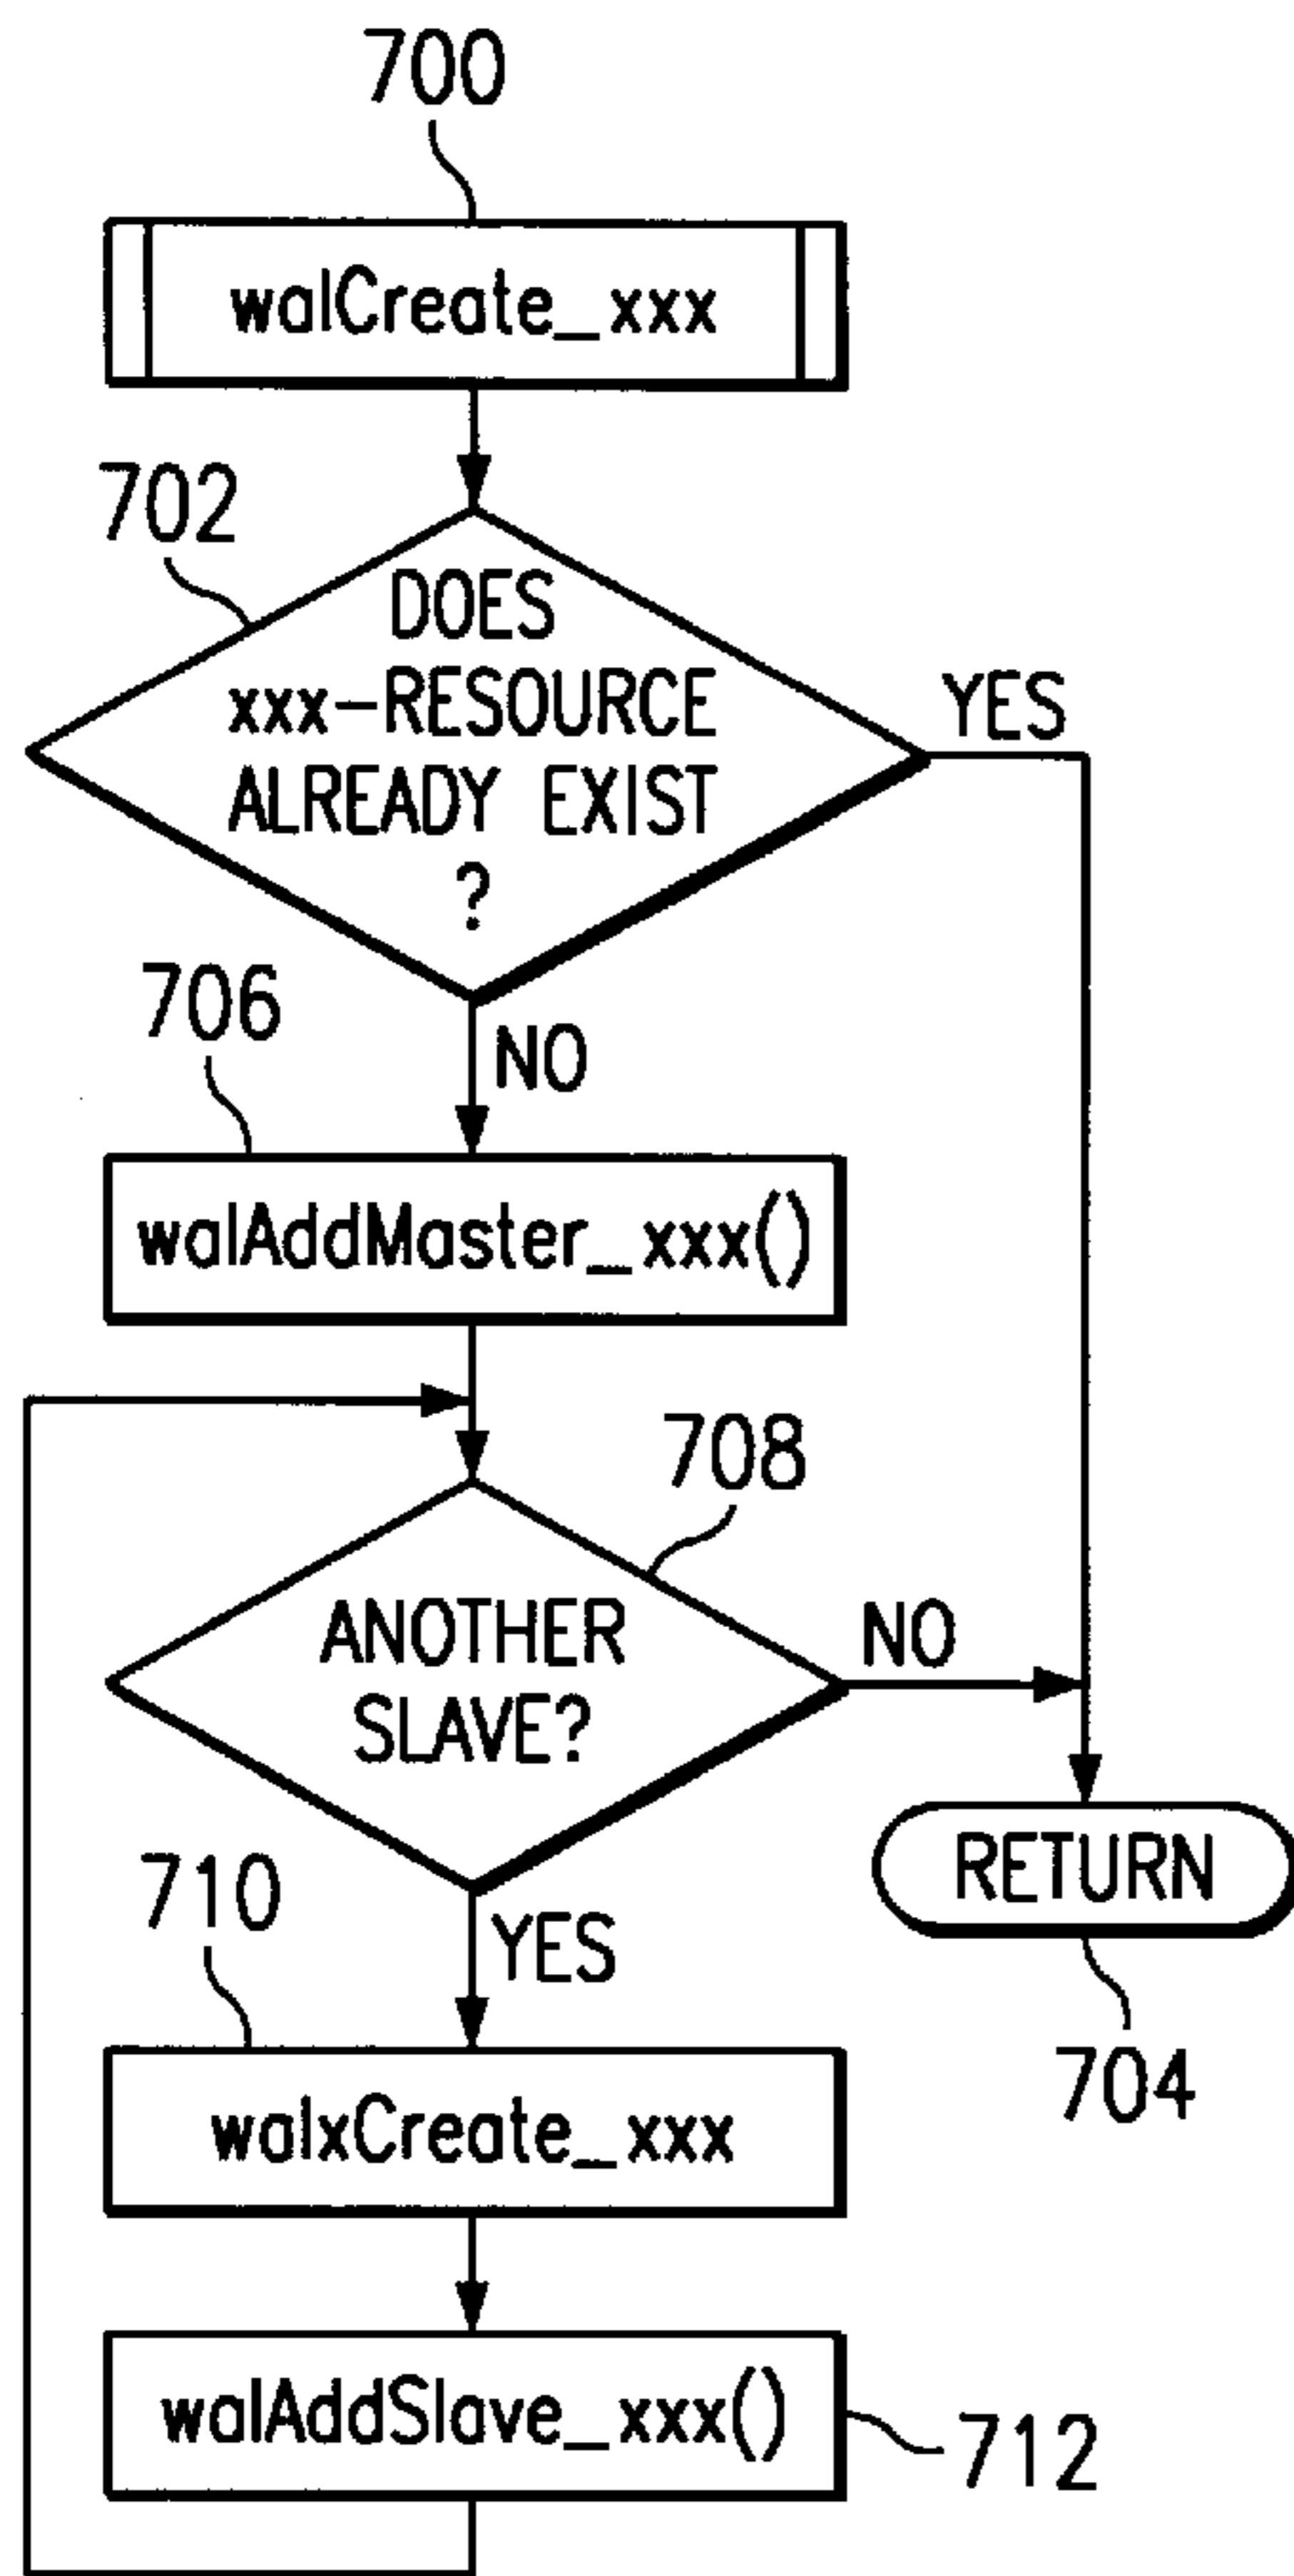 700
walCreate_xxx
702
DOES
xxx-RESOURCE
ALREADY EXIST
?
YES
706
NO
walAddMaster_xxx()
708
ANOTHER
SLAVE?
NO
RETURN
704
710
YES
walxCreate_xxx
walAddSlave_xxx()
712